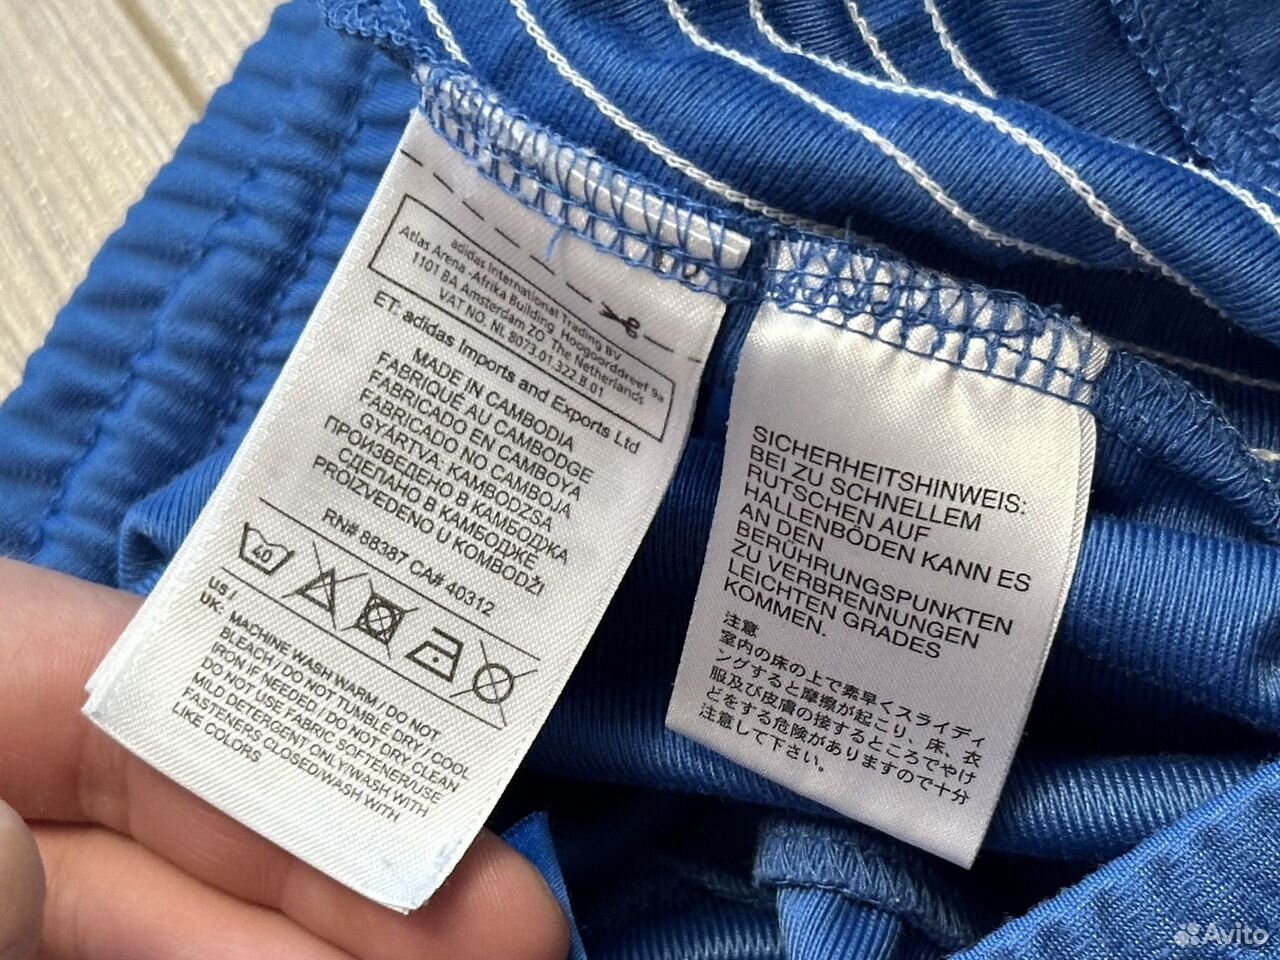 adidas International Trading BV
Atlas Arena -Afrika Building Hoogoorddreef 9a
1101 BA Amsterdam ZO The Netherlands
VAT NO. NL 8073.01.322.B.01
ET: adidas Imports and Exports Ltd
MADE IN CAMBODIA
FABRIQUÉ AU CAMBODGE
FABRICADO EN CAMBOYA
FABRICADO NO CAMBOJA
GYÁRTVA: KAMBODZSA
ПРОИЗВЕДЕНО В КАМБОДЖА
СДЕЛАНО В КАМБОДЖЕ
PROIZVEDENO U KOMBODŽI
RN# 88387 CA# 40312
40
US /
UK: MACHINE WASH WARM / DO NOT
BLEACH / DO NOT TUMBLE DRY / COOL
IRON IF NEEDED / DO NOT DRY CLEAN
DO NOT USE FABRIC SOFTENER/USE
MILD DETERGENT ONLY/WASH WITH
FASTENERS CLOSED/WASH WITH
LIKE COLORS
SICHERHEITSHINWEIS:
BEI ZU SCHNELLEM
RUTSCHEN AUF
HALLENBÖDEN KANN ES
AN DEN
BERÜHRUNGSPUNKTEN
ZU VERBRENNUNGEN
LEICHTEN GRADES
KOMMEN.
注意
室内の床の上で素早くスライディ
ングすると摩擦が起こり、床、衣
服及び皮膚の接するところでやけ
どをする危険がありますので十分
注意して下さい。
Avito